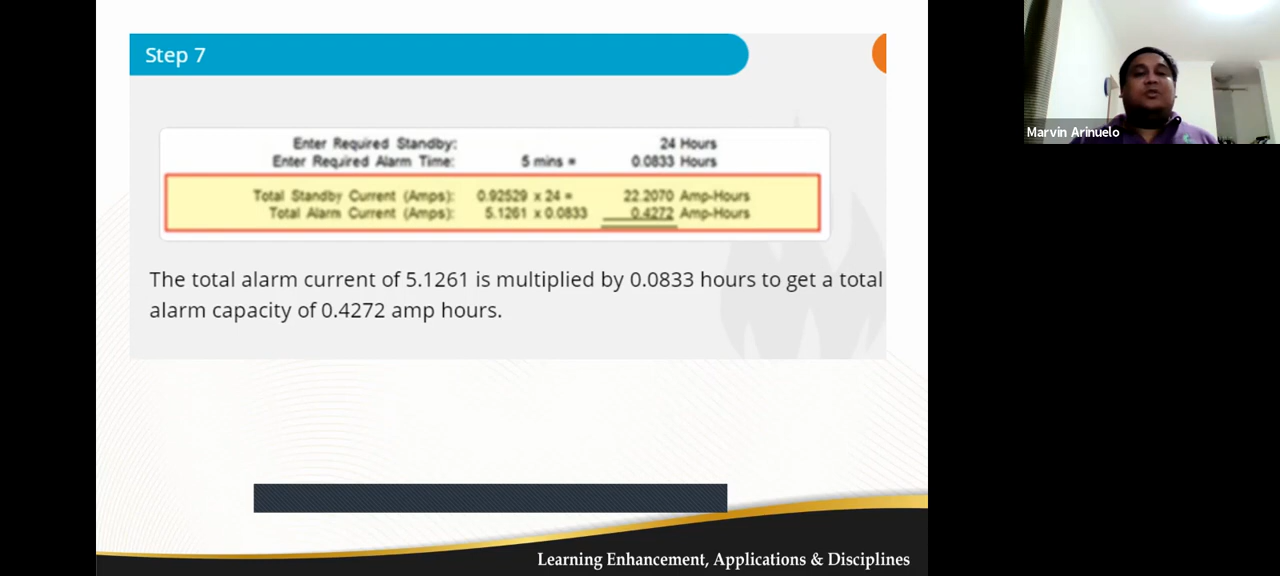 Step 7
Enter Required Standby: 24 Hours
Enter Required Alarm Time: 5 mins = 0.0833 Hours
Total Standby Current (Amps): 0.92529 x 24 = 22.2070 Amp-Hours
Total Alarm Current (Amps): 5.1261 x 0.0833 0.4272 Amp-Hours
The total alarm current of 5.1261 is multiplied by 0.0833 hours to get a total
alarm capacity of 0.4272 amp hours.
Learning Enhancement, Applications & Disciplines
Marvin Arinuelo